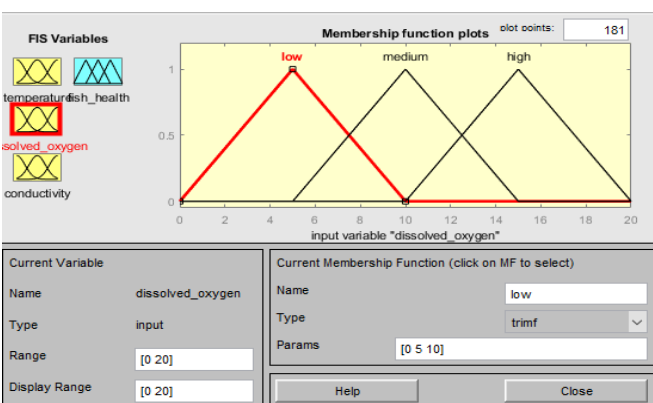 FIS Variables
Membership function plots
plot points:
181
low
medium
high
temperature
fish_health
ssolved_oxygen
conductivity
1
0.5
0
0 2 4 6 8 10 12 14 16 18 20
input variable "dissolved_oxygen"
Current Variable
Name dissolved_oxygen
Type input
Range [0 20]
Display Range [0 20]
Current Membership Function (click on MF to select)
Name low
Type trimf
Params [0 5 10]
Help
Close